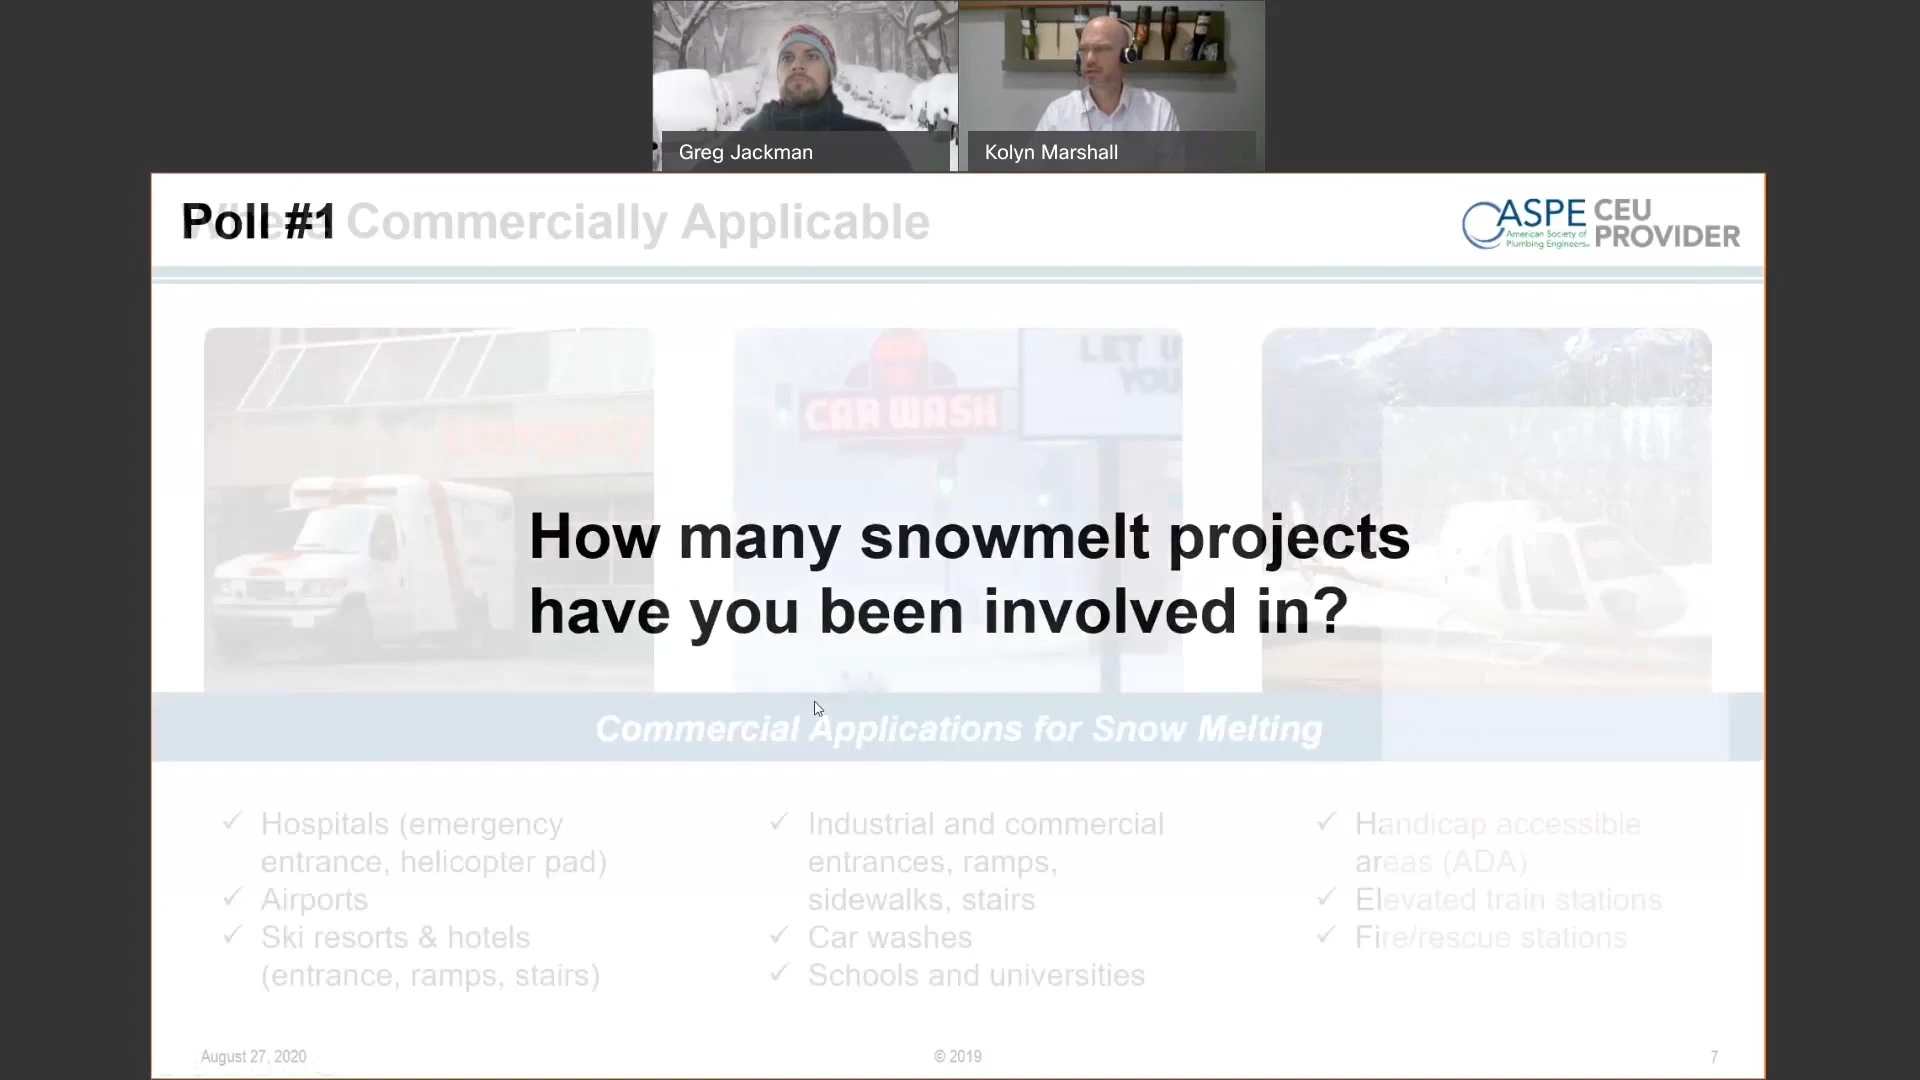 Greg Jackman
Kolyn Marshall
Poll #1
Commercially Applicable
ASPE
American Society of
Plumbing Engineers
CEU
PROVIDER
Emergency
CAR WASH
LET U
YOU
How many snowmelt projects
have you been involved in?
Commercial Applications for Snow Melting
✓ Hospitals (emergency
entrance, helicopter pad)
✓ Airports
✓ Ski resorts & hotels
(entrance, ramps, stairs)
✓ Industrial and commercial
entrances, ramps,
sidewalks, stairs
✓ Car washes
✓ Schools and universities
✓ Handicap accessible
areas (ADA)
✓ Elevated train stations
✓ Fire/rescue stations
August 27, 2020
© 2019
7